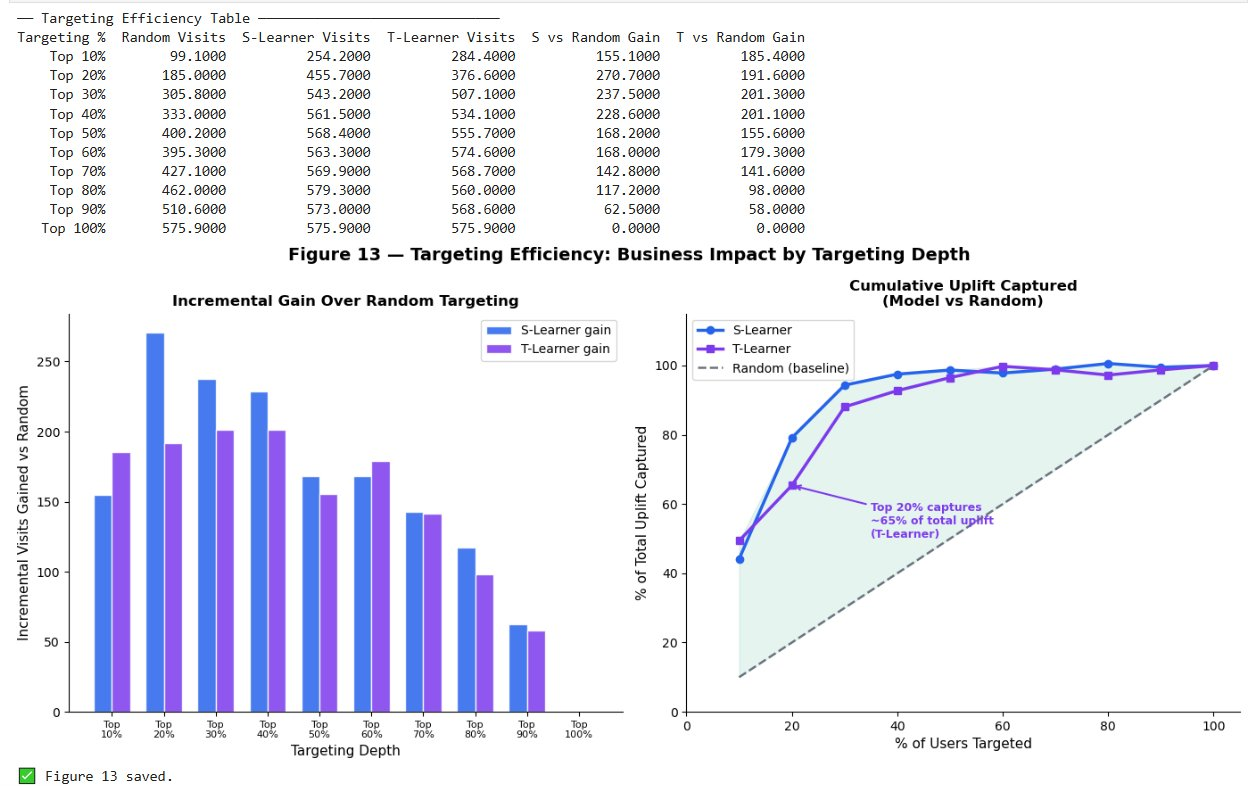 ── Targeting Efficiency Table ──────────────────────────────
Targeting %  Random Visits  S-Learner Visits  T-Learner Visits  S vs Random Gain  T vs Random Gain
Top 10%  99.1000  254.2000  284.4000  155.1000  185.4000
Top 20%  185.0000  455.7000  376.6000  270.7000  191.6000
Top 30%  305.8000  543.2000  507.1000  237.5000  201.3000
Top 40%  333.0000  561.5000  534.1000  228.6000  201.1000
Top 50%  400.2000  568.4000  555.7000  168.2000  155.6000
Top 60%  395.3000  563.3000  574.6000  168.0000  179.3000
Top 70%  427.1000  569.9000  568.7000  142.8000  141.6000
Top 80%  462.0000  579.3000  560.0000  117.2000  98.0000
Top 90%  510.6000  573.0000  568.6000  62.5000  58.0000
Top 100%  575.9000  575.9000  575.9000  0.0000  0.0000
Figure 13 — Targeting Efficiency: Business Impact by Targeting Depth
Incremental Gain Over Random Targeting
S-Learner gain
T-Learner gain
Incremental Visits Gained vs Random
250
200
150
100
50
0
Top 10%
Top 20%
Top 30%
Top 40%
Top 50%
Top 60%
Top 70%
Top 80%
Top 90%
Top 100%
Targeting Depth
Cumulative Uplift Captured
(Model vs Random)
S-Learner
T-Learner
Random (baseline)
% of Total Uplift Captured
100
80
60
40
20
0
Top 20% captures
~65% of total uplift
(T-Learner)
0 20 40 60 80 100
% of Users Targeted
✅ Figure 13 saved.